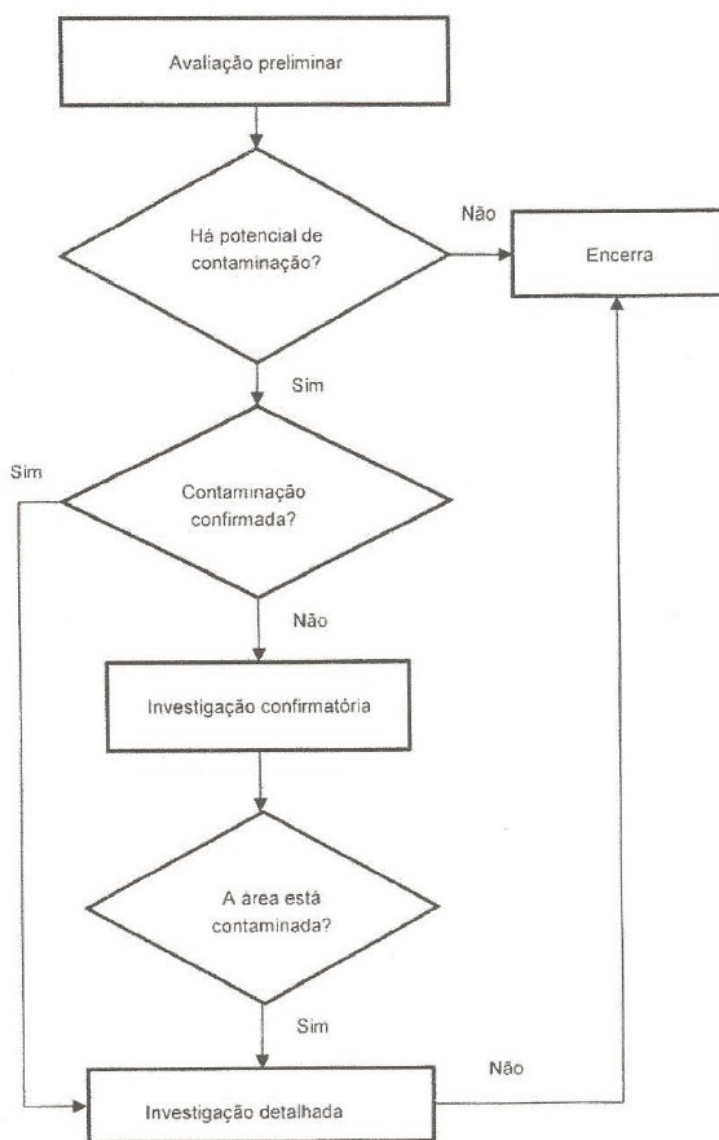 Avaliação preliminar
Há potencial de
contaminação?
Não
Encerra
Sim
Sim
Contaminação
confirmada?
Não
Investigação confirmatória
A área está
contaminada?
Sim
Não
Investigação detalhada